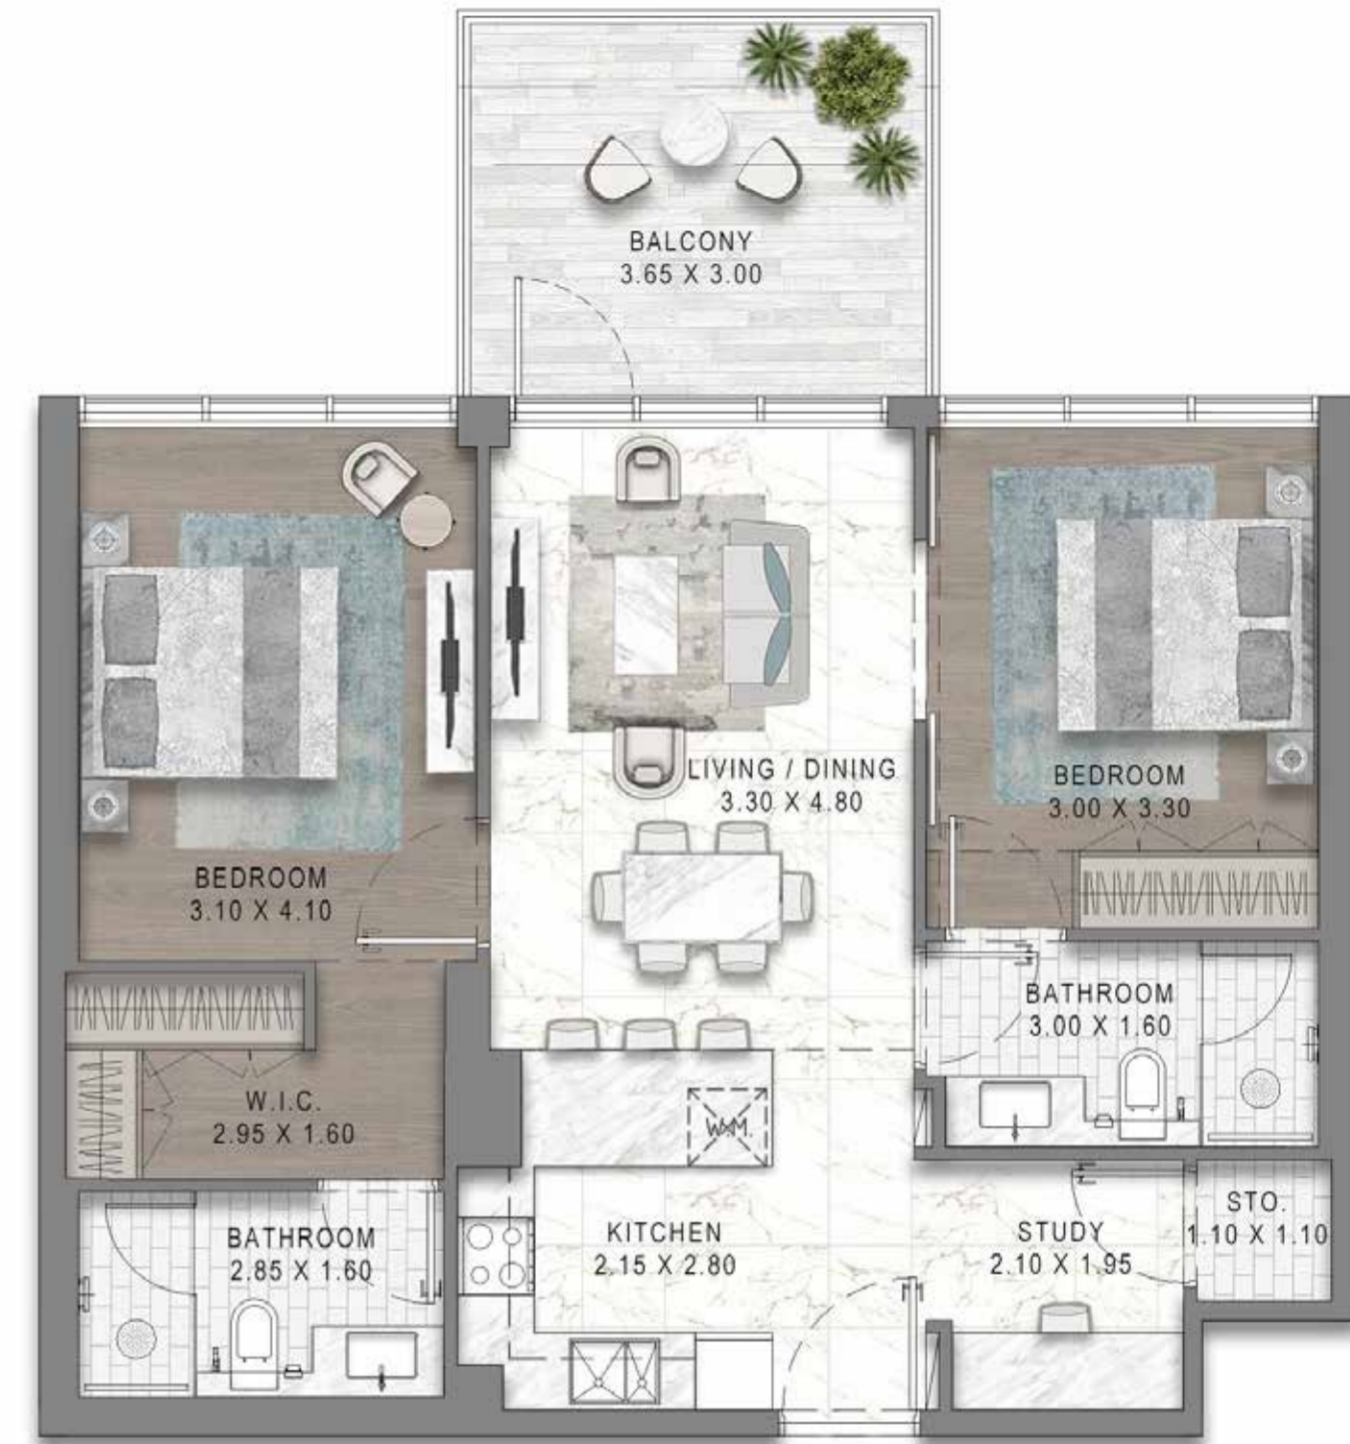 BALCONY
3.65 X 3.00
LIVING / DINING
3.30 X 4.80
BEDROOM
3.00 X 3.30
BEDROOM
3.10 X 4.10
BATHROOM
3.00 X 1.60
W.I.C.
2.95 X 1.60
W.M.
BATHROOM
2.85 X 1.60
KITCHEN
2.15 X 2.80
STUDY
2.10 X 1.95
STO.
1.10 X 1.10